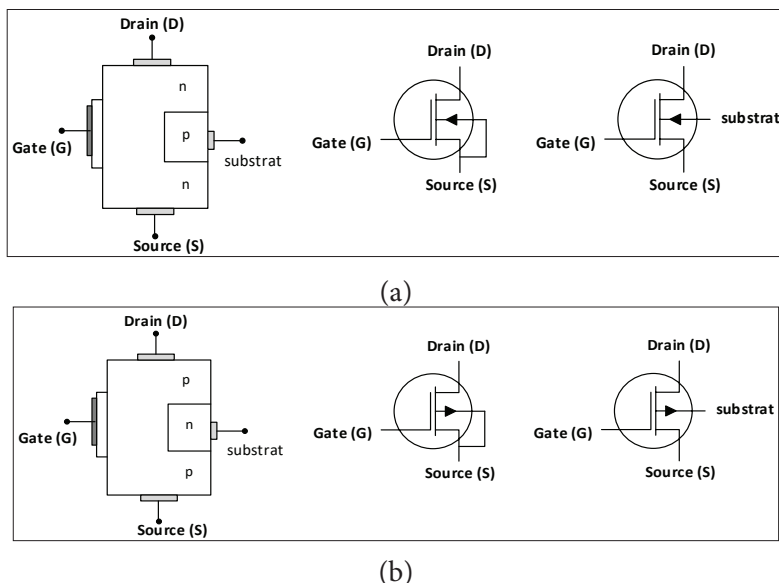 Drain (D)
n
Gate (G)
p
substrat
n
Source (S)
Drain (D)
Gate (G)
Source (S)
Drain (D)
substrat
Gate (G)
Source (S)
(a)
Drain (D)
p
Gate (G)
n
substrat
p
Source (S)
Drain (D)
Gate (G)
Source (S)
Drain (D)
substrat
Gate (G)
Source (S)
(b)